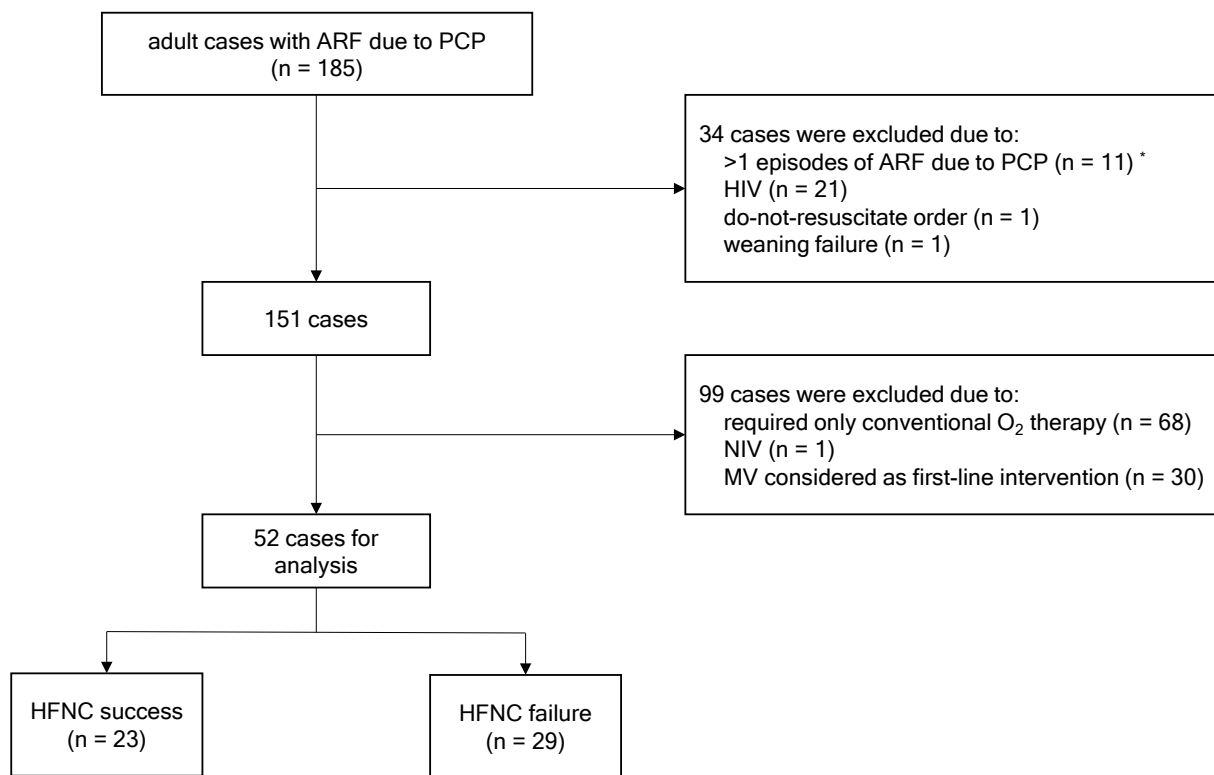 adult cases with ARF due to PCP
(n = 185)
34 cases were excluded due to:
>1 episodes of ARF due to PCP (n = 11) *
HIV (n = 21)
do-not-resuscitate order (n = 1)
weaning failure (n = 1)
151 cases
99 cases were excluded due to:
required only conventional O₂ therapy (n = 68)
NIV (n = 1)
MV considered as first-line intervention (n = 30)
52 cases for
analysis
HFNC success
(n = 23)
HFNC failure
(n = 29)